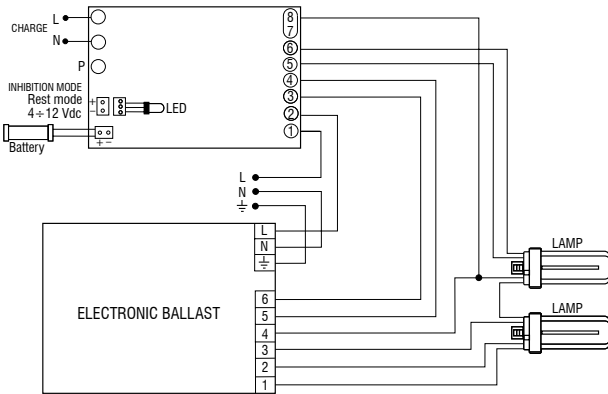 L
CHARGE
N
P
INHIBITION MODE
Rest mode
4÷12 Vdc
+
−
LED
Battery
+ −
8
7
6
5
4
3
2
1
L
N
L
N
ELECTRONIC BALLAST
6
5
4
3
2
1
LAMP
LAMP